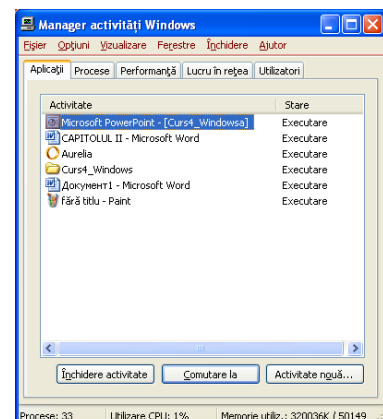 Manager activități Windows
Fișier Opțiuni Vizualizare Ferestre Închidere Ajutor
Aplicații Procese Performanță Lucru în rețea Utilizatori
Activitate Stare
Microsoft PowerPoint - [Curs4_Windowsa] Executare
CAPITOLUL II - Microsoft Word Executare
Aurelia Executare
Curs4_Windows Executare
Документ1 - Microsoft Word Executare
fără titlu - Paint Executare
Închidere activitate Comutare la Activitate nouă...
Procese: 33 Utilizare CPU: 1% Memorie utiliz.: 320036K / 50149